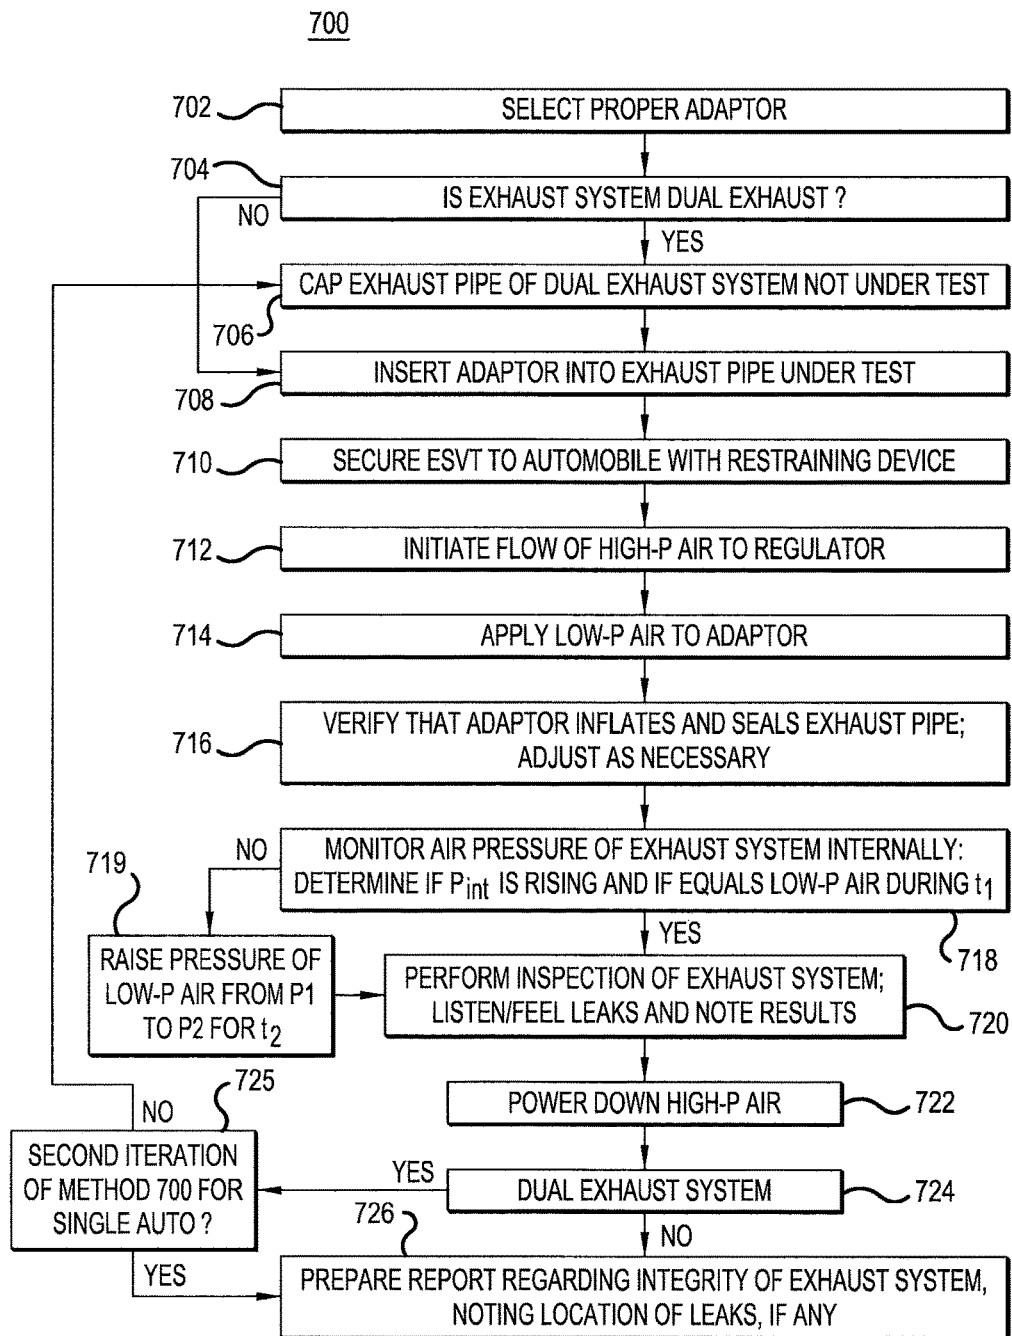 700
702
SELECT PROPER ADAPTOR
704
IS EXHAUST SYSTEM DUAL EXHAUST ?
NO
YES
CAP EXHAUST PIPE OF DUAL EXHAUST SYSTEM NOT UNDER TEST
706
INSERT ADAPTOR INTO EXHAUST PIPE UNDER TEST
708
710
SECURE ESVT TO AUTOMOBILE WITH RESTRAINING DEVICE
712
INITIATE FLOW OF HIGH-P AIR TO REGULATOR
714
APPLY LOW-P AIR TO ADAPTOR
716
VERIFY THAT ADAPTOR INFLATES AND SEALS EXHAUST PIPE;
ADJUST AS NECESSARY
MONITOR AIR PRESSURE OF EXHAUST SYSTEM INTERNALLY:
DETERMINE IF Pint IS RISING AND IF EQUALS LOW-P AIR DURING t1
NO
719
YES
718
RAISE PRESSURE OF
LOW-P AIR FROM P1
TO P2 FOR t2
PERFORM INSPECTION OF EXHAUST SYSTEM;
LISTEN/FEEL LEAKS AND NOTE RESULTS
720
POWER DOWN HIGH-P AIR
722
725
NO
SECOND ITERATION
OF METHOD 700 FOR
SINGLE AUTO ?
YES
DUAL EXHAUST SYSTEM
724
726
NO
YES
PREPARE REPORT REGARDING INTEGRITY OF EXHAUST SYSTEM,
NOTING LOCATION OF LEAKS, IF ANY